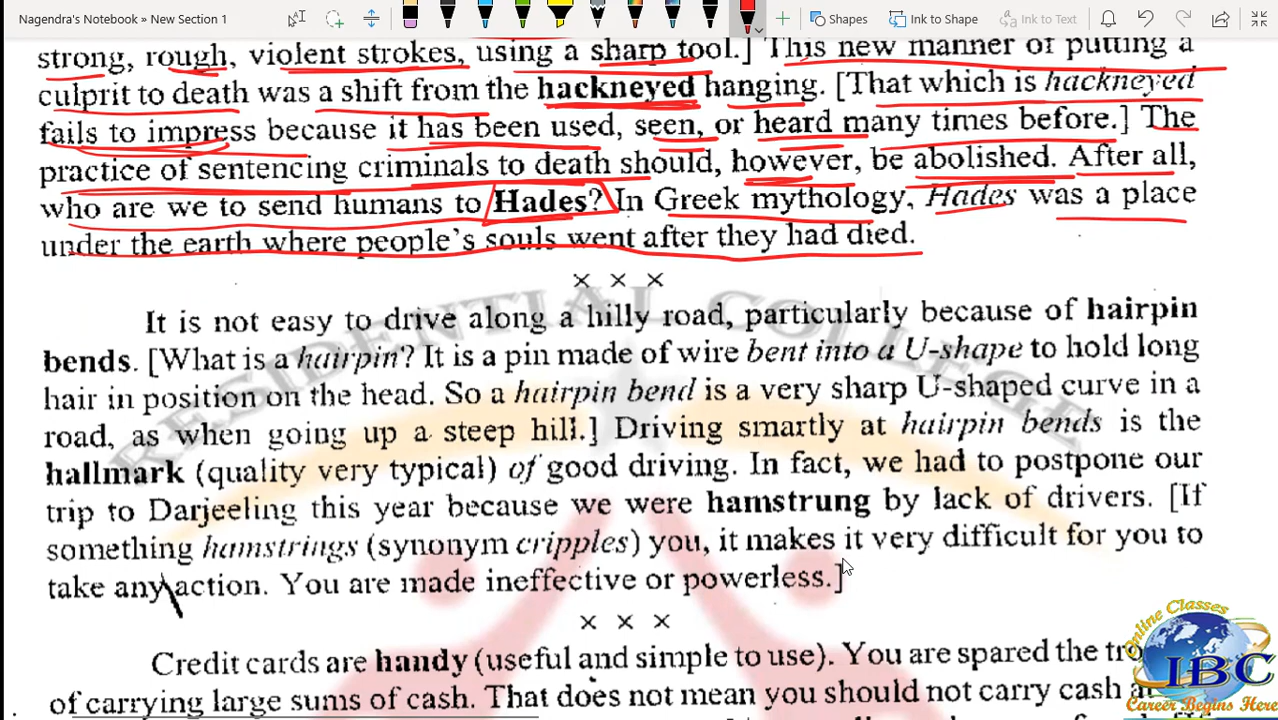 Nagendra's Notebook » New Section 1
Shapes
Ink to Shape
Ink to Text
strong, rough, violent strokes, using a sharp tool.] This new manner of putting a
culprit to death was a shift from the hackneyed hanging. [That which is hackneyed
fails to impress because it has been used, seen, or heard many times before.] The
practice of sentencing criminals to death should, however, be abolished. After all,
who are we to send humans to Hades? In Greek mythology, Hades was a place
under the earth where people's souls went after they had died.
× × ×
It is not easy to drive along a hilly road, particularly because of hairpin
bends. [What is a hairpin? It is a pin made of wire bent into a U-shape to hold long
hair in position on the head. So a hairpin bend is a very sharp U-shaped curve in a
road, as when going up a steep hill.] Driving smartly at hairpin bends is the
hallmark (quality very typical) of good driving. In fact, we had to postpone our
trip to Darjeeling this year because we were hamstrung by lack of drivers. [If
something hamstrings (synonym cripples) you, it makes it very difficult for you to
take any action. You are made ineffective or powerless.]
× × ×
Credit cards are handy (useful and simple to use). You are spared the
of carrying large sums of cash. That does not mean you should not carry cash
RESIDENTIAL COLLEGE
Online Classes
IBC
Career Begins Here